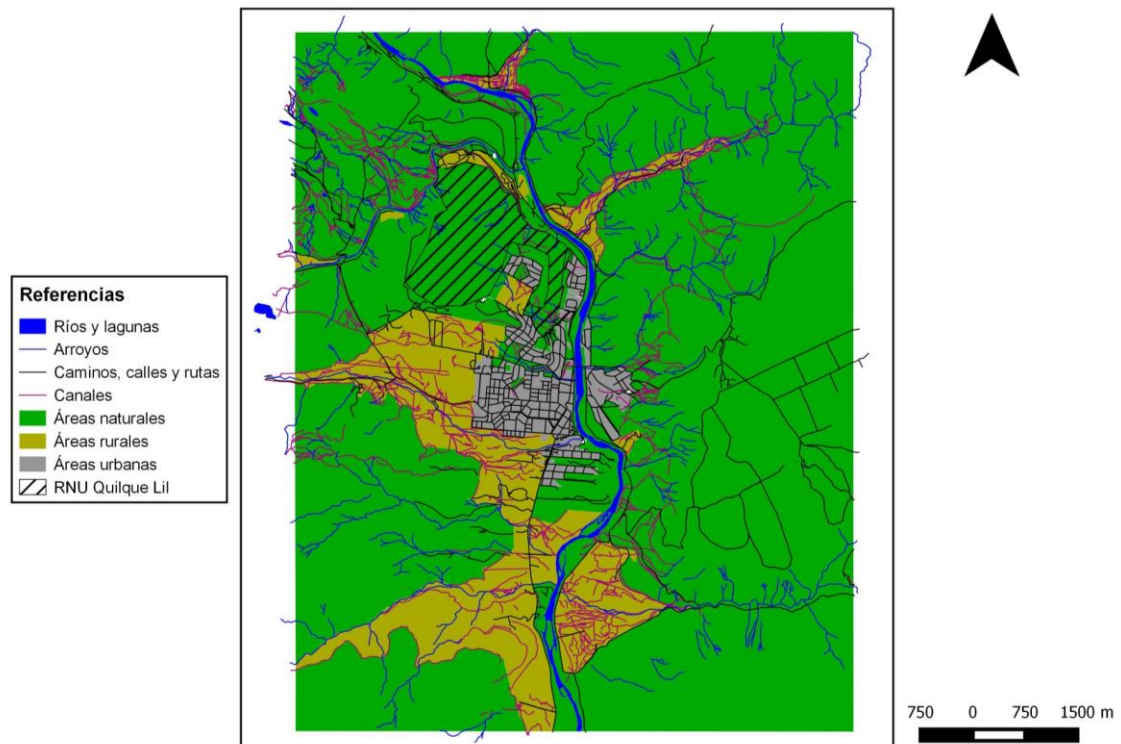 Referencias
Ríos y lagunas
Arroyos
Caminos, calles y rutas
Canales
Áreas naturales
Áreas rurales
Áreas urbanas
RNU Quilque Lil
750 0 750 1500 m